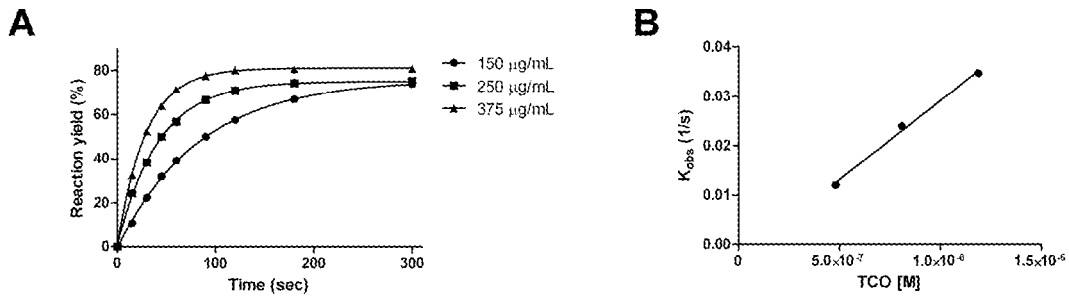 A
Reaction yield (%)
80
60
40
20
0
0 100 200 300
Time (sec)
150 µg/mL
250 µg/mL
375 µg/mL
B
K_obs (1/s)
0.04
0.03
0.02
0.01
0.00
0 5.0×10⁻⁷ 1.0×10⁻⁶ 1.5×10⁻⁶
TCO [M]